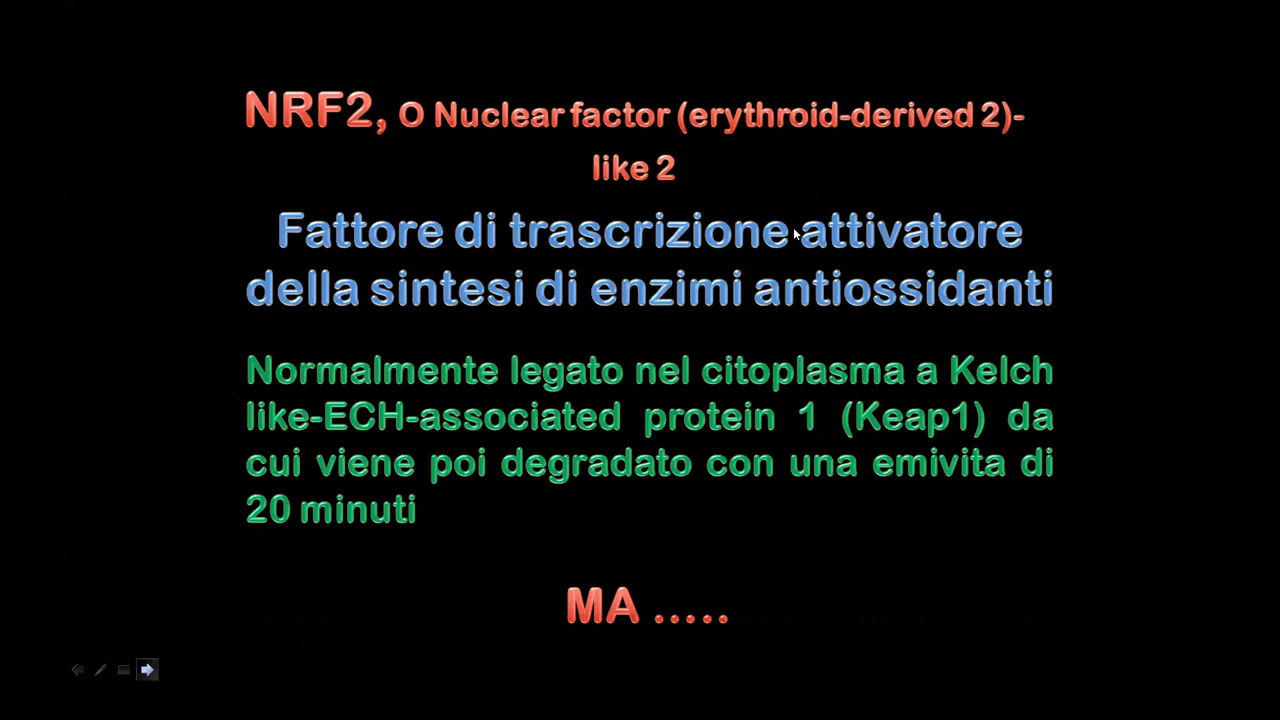 NRF2, O Nuclear factor (erythroid-derived 2)-
like 2
Fattore di trascrizione attivatore
della sintesi di enzimi antiossidanti
Normalmente legato nel citoplasma a Kelch
like-ECH-associated protein 1 (Keap1) da
cui viene poi degradato con una emivita di
20 minuti
MA .....